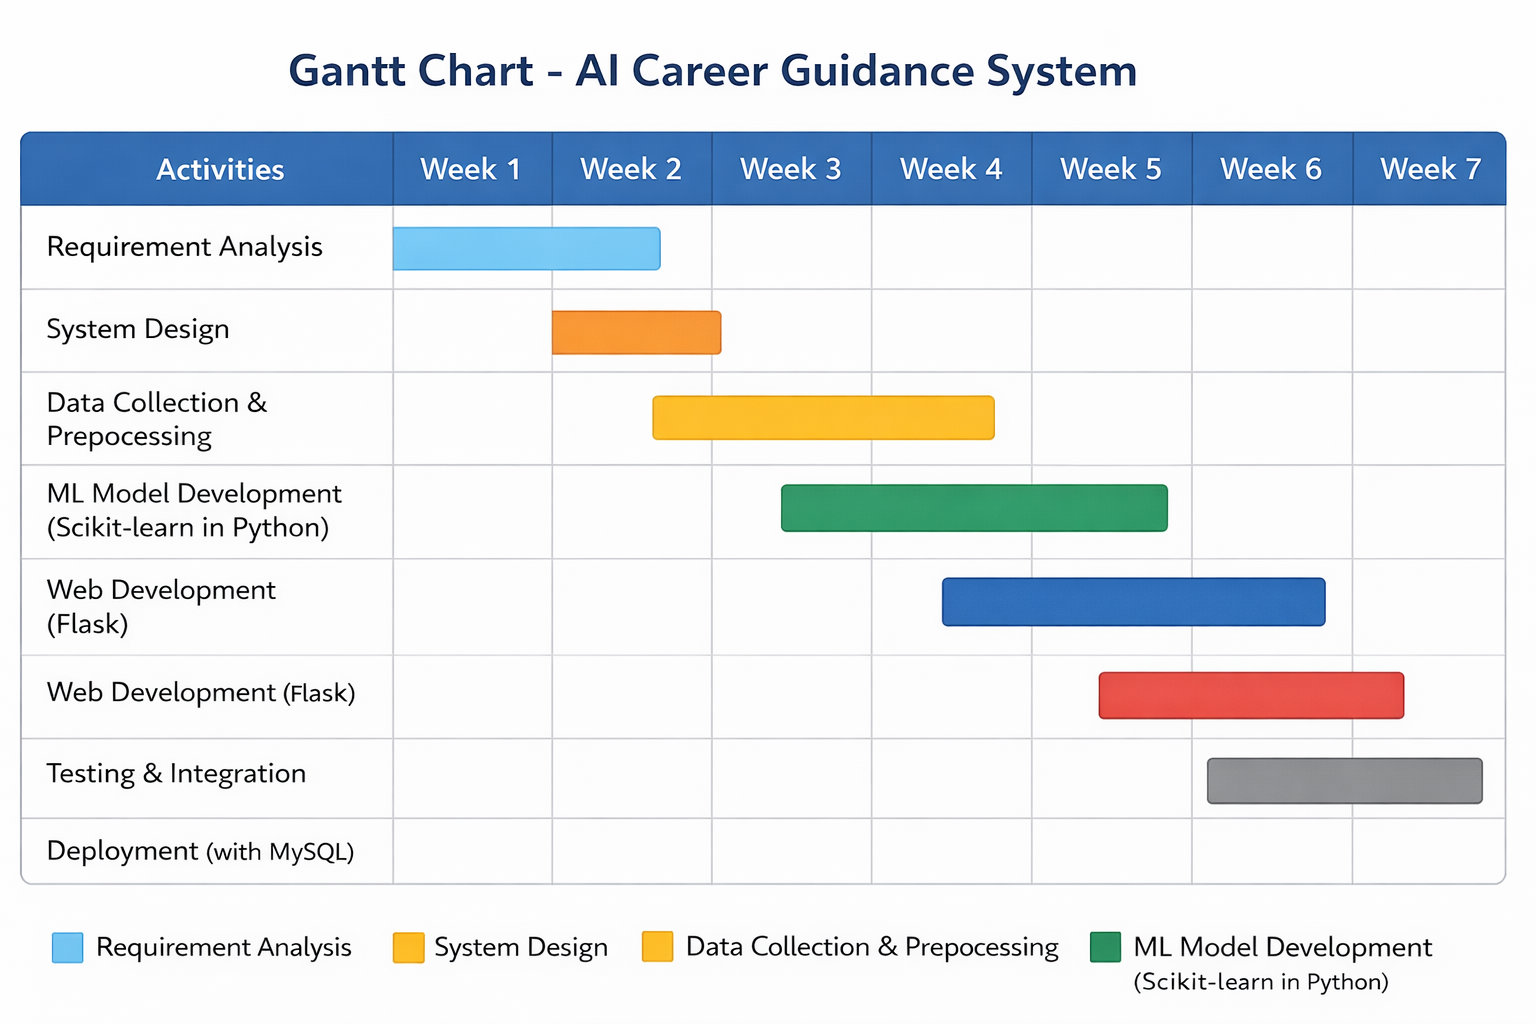 Gantt Chart - AI Career Guidance System
Activities Week 1 Week 2 Week 3 Week 4 Week 5 Week 6 Week 7
Requirement Analysis
System Design
Data Collection &
Prepocessing
ML Model Development
(Scikit-learn in Python)
Web Development
(Flask)
Web Development (Flask)
Testing & Integration
Deployment (with MySQL)
Requirement Analysis System Design Data Collection & Prepocessing ML Model Development
(Scikit-learn in Python)